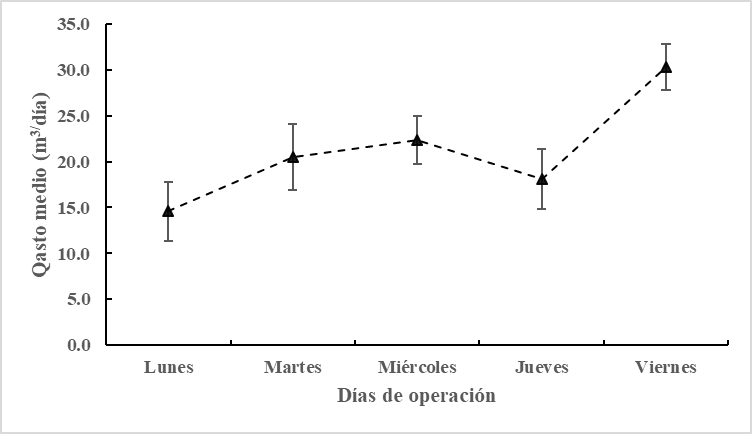 35.0
30.0
25.0
20.0
15.0
10.0
5.0
0.0
Qasto medio (m³/día)
Lunes Martes Miércoles Jueves Viernes
Días de operación